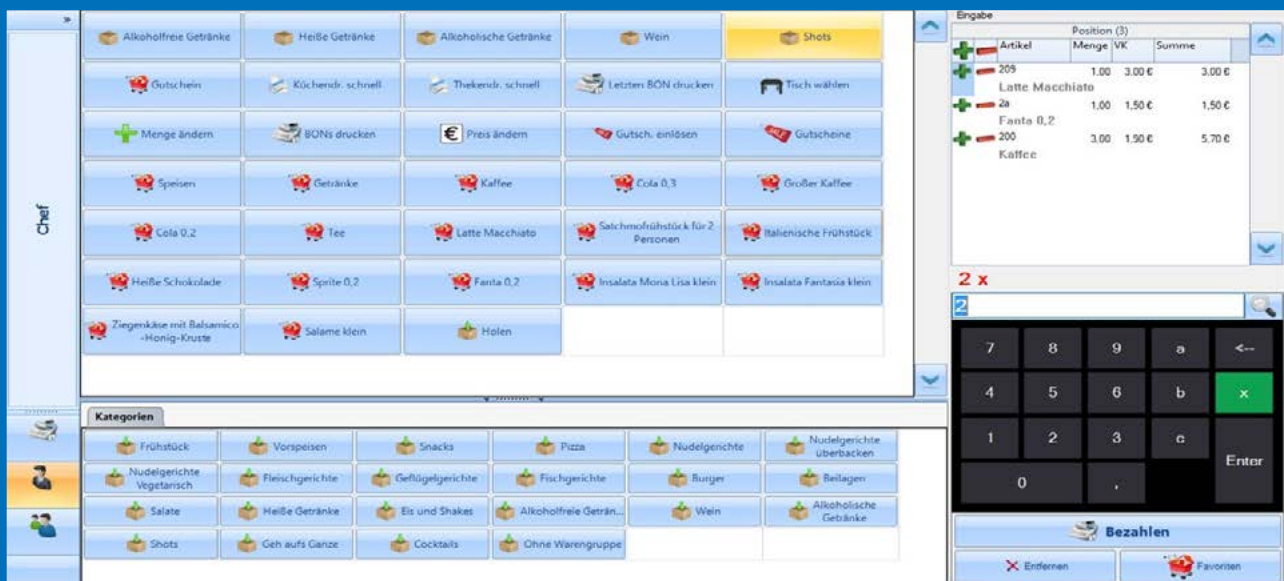 »
Chef
Alkoholfreie Getränke
Heiße Getränke
Alkoholische Getränke
Wein
Shots
Gutschein
Küchendr. schnell
Thekendr. schnell
Letzten BON drucken
Tisch wählen
Menge ändern
BONs drucken
€ Preis ändern
Gutsch. einlösen
SALE Gutscheine
Speisen
Getränke
Kaffee
Cola 0,3
Großer Kaffee
Cola 0,2
Tee
Latte Macchiato
Satchmofrühstück für 2
Personen
Italienische Frühstück
Heiße Schokolade
Sprite 0,2
Fanta 0,2
Insalata Mona Lisa klein
Insalata Fantasia klein
Ziegenkäse mit Balsamico
-Honig-Kruste
Salame klein
Holen
Kategorien
Frühstück
Vorspeisen
Snacks
Pizza
Nudelgerichte
Nudelgerichte
überbacken
Nudelgerichte
Vegetarisch
Fleischgerichte
Geflügelgerichte
Fischgerichte
Burger
Beilagen
Salate
Heiße Getränke
Eis und Shakes
Alkoholfreie Geträn...
Wein
Alkoholische
Getränke
Shots
Geh aufs Ganze
Cocktails
Ohne Warengruppe
Eingabe
Position (3)
Artikel Menge VK Summe
209 1.00 3.00 € 3.00 €
Latte Macchiato
2a 1,00 1,50 € 1,50 €
Fanta 0,2
200 3.00 1.90 € 5.70 €
Kaffee
2 x
2
7 8 9 a <--
4 5 6 b x
1 2 3 c Enter
0 ,
Bezahlen
Entfernen
Favoriten